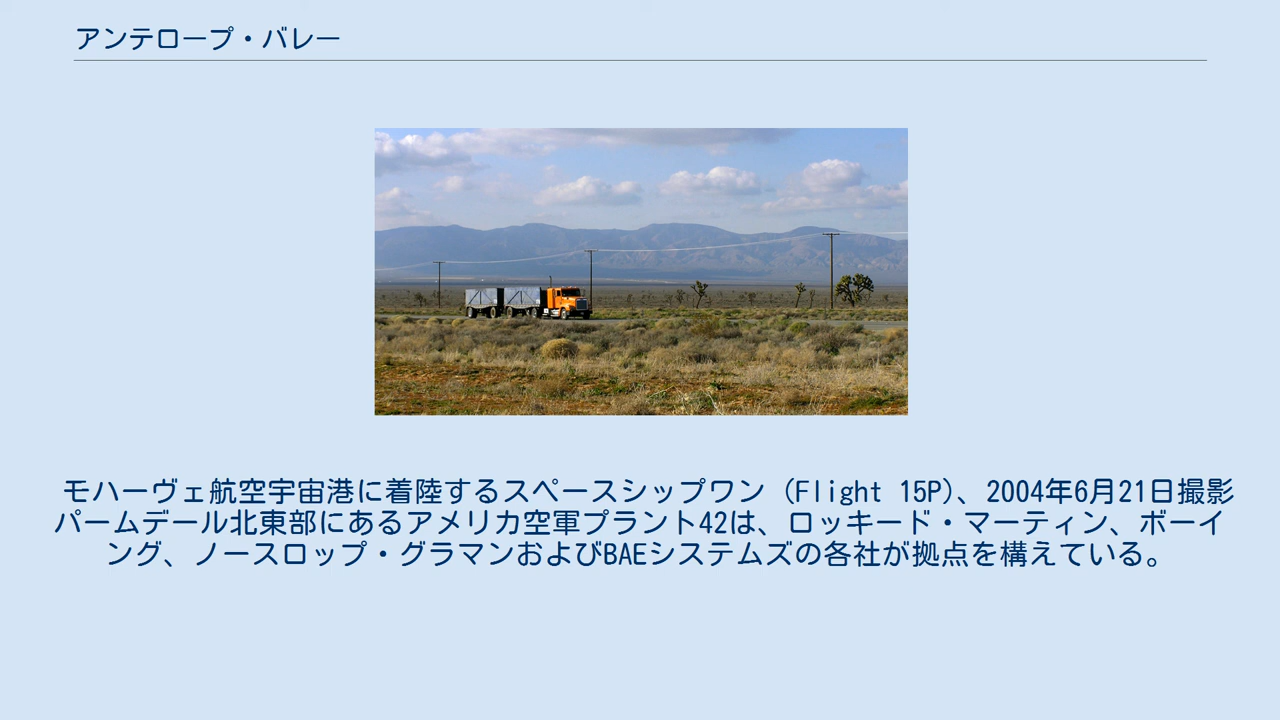 アンテロープ・バレー
モハーヴェ航空宇宙港に着陸するスペースシップワン (Flight 15P)、2004年6月21日撮影
パームデール北東部にあるアメリカ空軍プラント42は、ロッキード・マーティン、ボーイ
ング、ノースロップ・グラマンおよびBAEシステムズの各社が拠点を構えている。